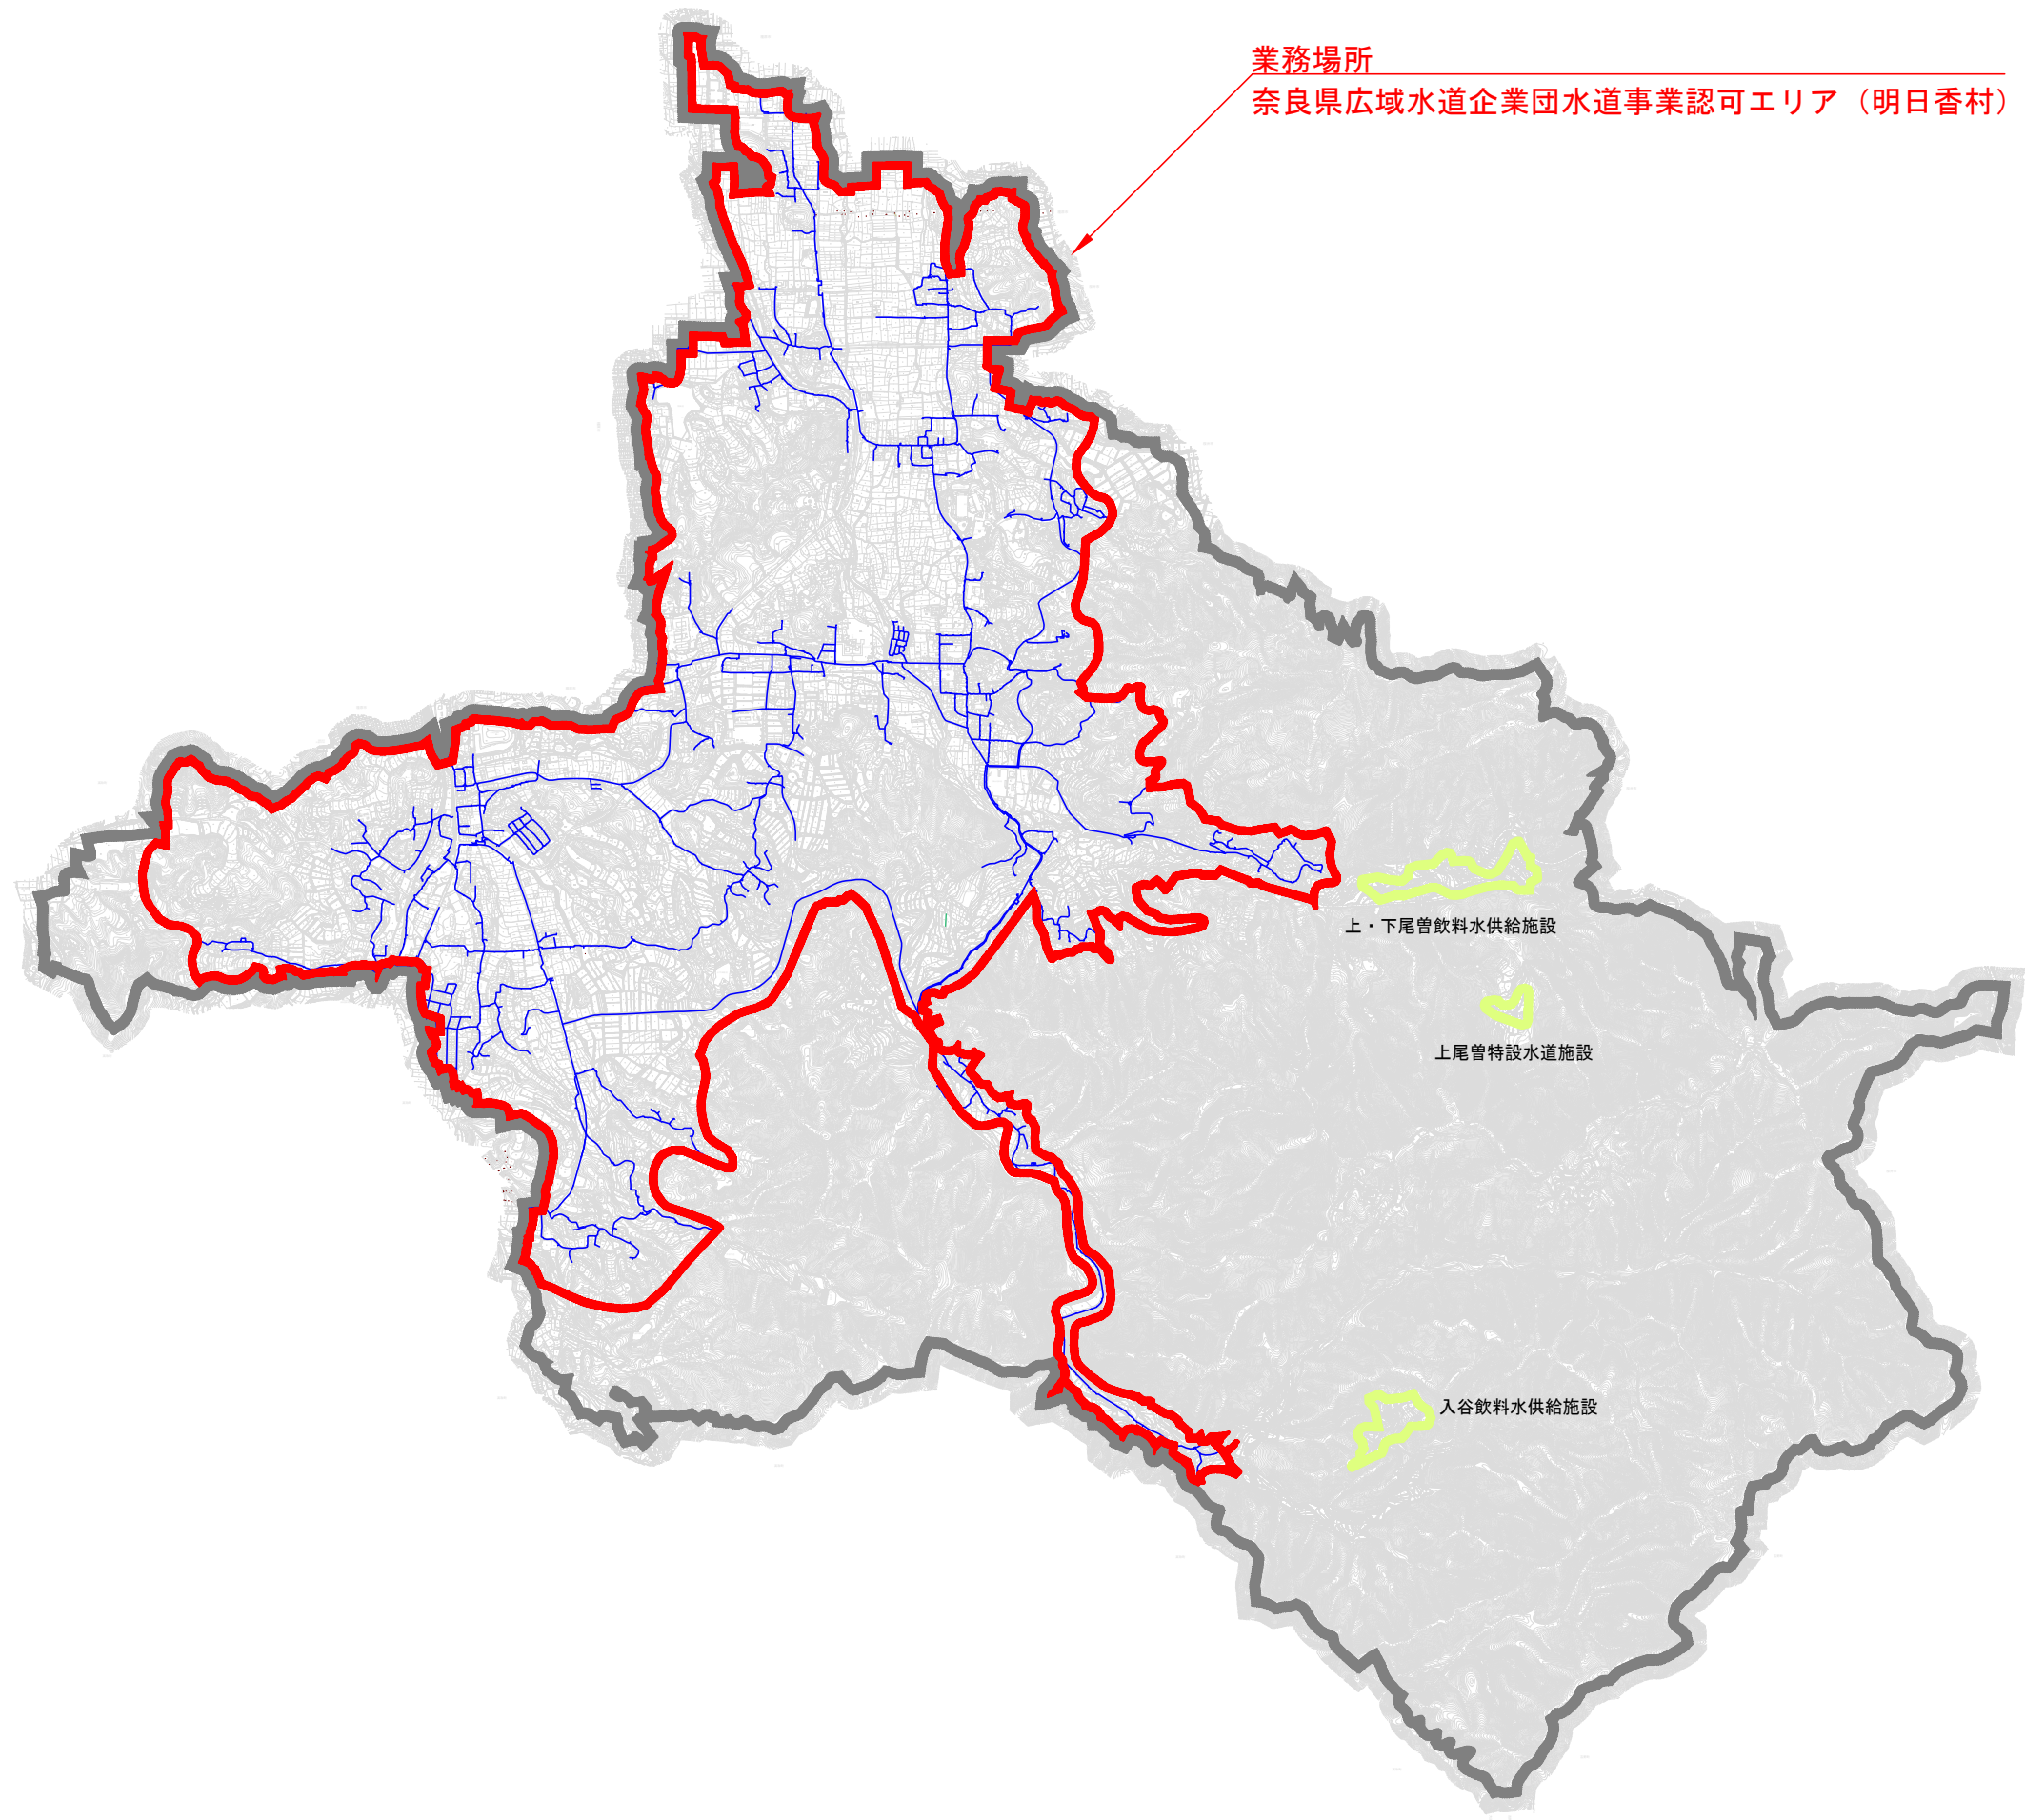 業務場所
奈良県広域水道企業団水道事業認可エリア（明日香村）
上・下尾曽飲料水供給施設
上尾曽特設水道施設
入谷飲料水供給施設